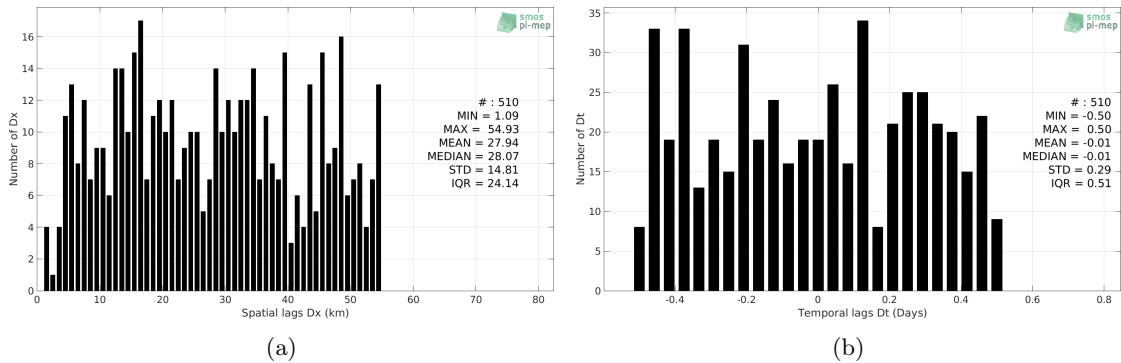 smos
pi-mep
16
14
12
10
8
6
4
2
0
Number of Dx
# : 510
MIN = 1.09
MAX = 54.93
MEAN = 27.94
MEDIAN = 28.07
STD = 14.81
IQR = 24.14
0 10 20 30 40 50 60 70 80
Spatial lags Dx (km)
(a)
smos
pi-mep
35
30
25
20
15
10
5
0
Number of Dt
# : 510
MIN = -0.50
MAX = 0.50
MEAN = -0.01
MEDIAN = -0.01
STD = 0.29
IQR = 0.51
-0.4 -0.2 0 0.2 0.4 0.6 0.8
Temporal lags Dt (Days)
(b)